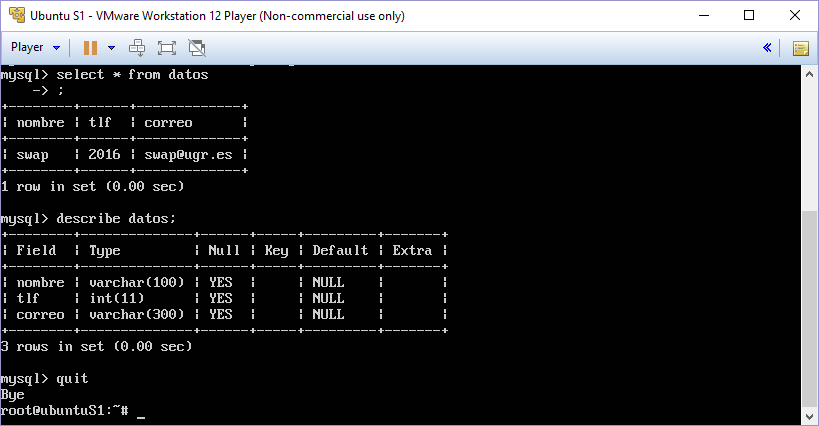 Ubuntu S1 - VMware Workstation 12 Player (Non-commercial use only)
Player
mysql> select * from datos
    -> ;
+--------+------+-------------+
| nombre | tlf  | correo      |
+--------+------+-------------+
| swap   | 2016 | swap@ugr.es |
+--------+------+-------------+
1 row in set (0.00 sec)
mysql> describe datos;
+--------+--------------+------+-----+---------+-------+
| Field  | Type         | Null | Key | Default | Extra |
+--------+--------------+------+-----+---------+-------+
| nombre | varchar(100) | YES  |     | NULL    |       |
| tlf    | int(11)      | YES  |     | NULL    |       |
| correo | varchar(300) | YES  |     | NULL    |       |
+--------+--------------+------+-----+---------+-------+
3 rows in set (0.00 sec)
mysql> quit
Bye
root@ubuntuS1:~# _